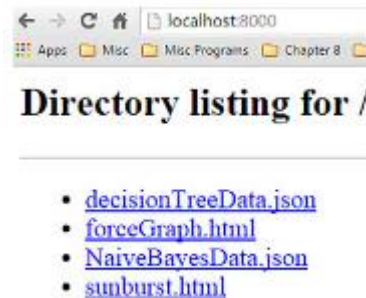 localhost:8000
Apps Misc Misc Programs Chapter 8
Directory listing for /
decisionTreeData.json
forceGraph.html
NaiveBayesData.json
sunburst.html